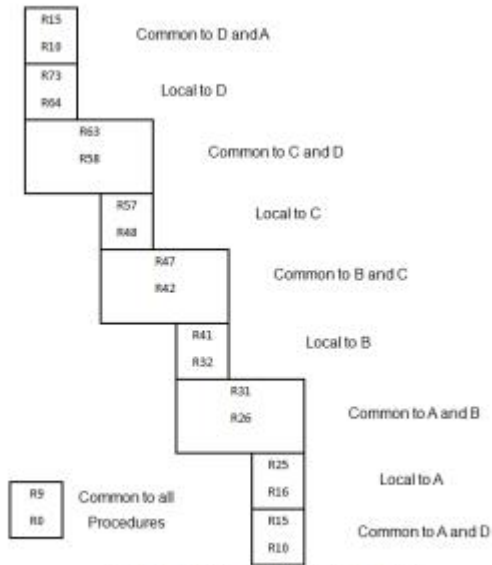 R15
R10
Common to D and A
R73
R64
Local to D
R63
R58
Common to C and D
R57
R48
Local to C
R47
R42
Common to B and C
R41
R32
Local to B
R31
R26
Common to A and B
R25
R16
Local to A
R15
R10
Common to A and D
R9
R0
Common to all
Procedures